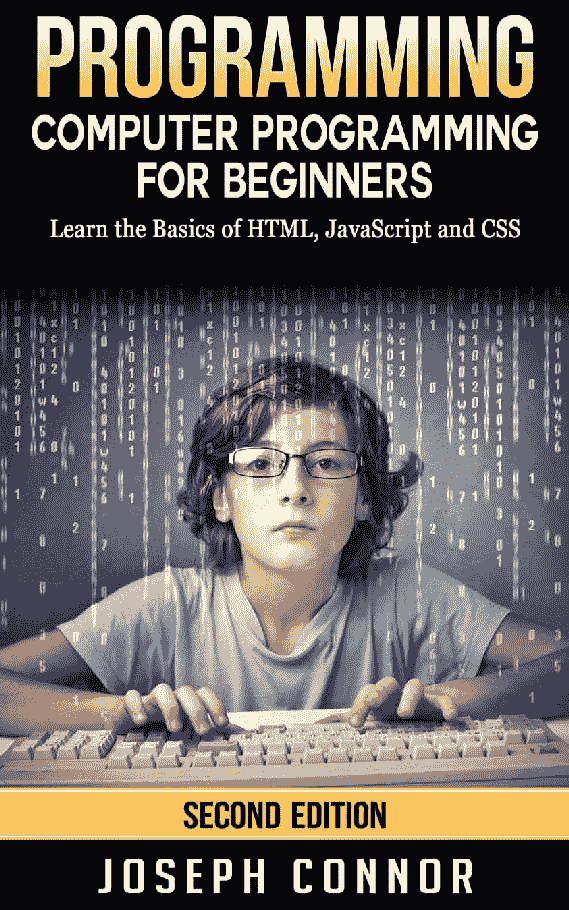 PROGRAMMING
COMPUTER PROGRAMMING
FOR BEGINNERS
Learn the Basics of HTML, JavaScript and CSS
SECOND EDITION
JOSEPH CONNOR